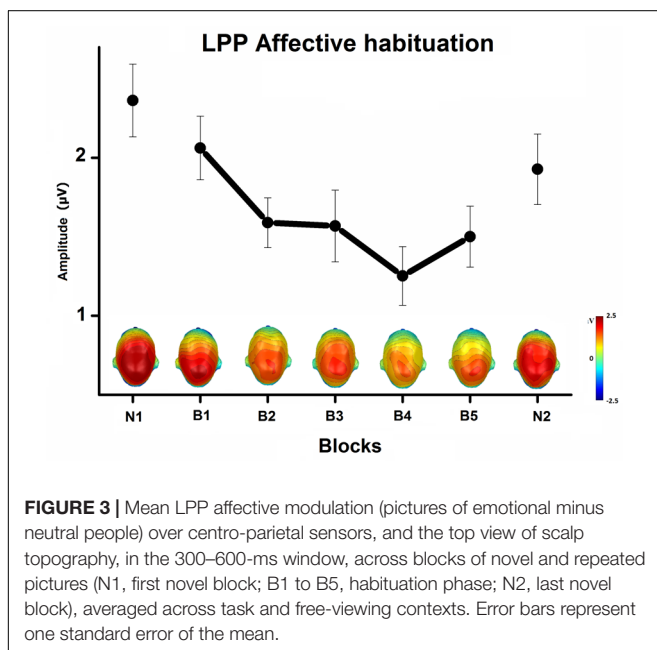 LPP Affective habituation
Amplitude (µV)
2
1
2.5
0
-2.5
N1 B1 B2 B3 B4 B5 N2
Blocks
FIGURE 3 | Mean LPP affective modulation (pictures of emotional minus
neutral people) over centro-parietal sensors, and the top view of scalp
topography, in the 300–600-ms window, across blocks of novel and repeated
pictures (N1, first novel block; B1 to B5, habituation phase; N2, last novel
block), averaged across task and free-viewing contexts. Error bars represent
one standard error of the mean.